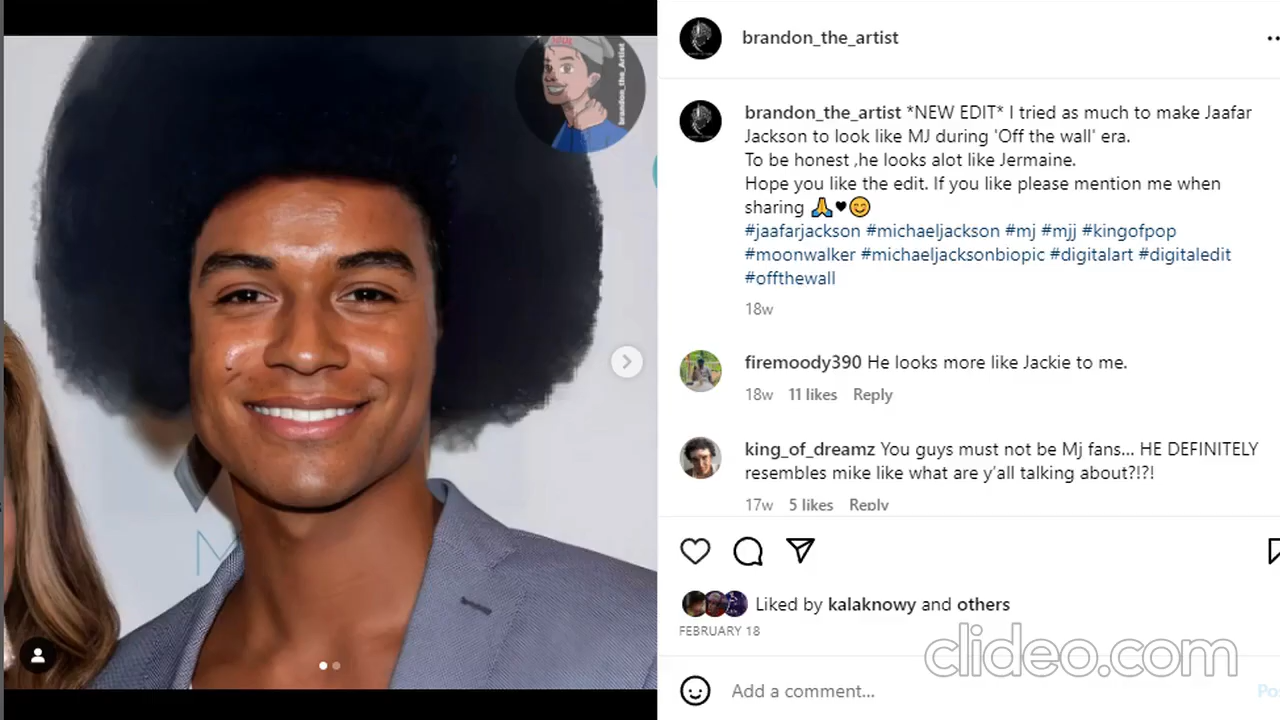 brandon_the_artist
brandon_the_Artist
brandon_the_artist *NEW EDIT* I tried as much to make Jaafar
Jackson to look like MJ during 'Off the wall' era.
To be honest ,he looks alot like Jermaine.
Hope you like the edit. If you like please mention me when
sharing 🙏♥😊
#jaafarjackson #michaeljackson #mj #mjj #kingofpop
#moonwalker #michaeljacksonbiopic #digitalart #digitaledit
#offthewall
18w
firemoody390 He looks more like Jackie to me.
18w 11 likes Reply
king_of_dreamz You guys must not be Mj fans... HE DEFINITELY
resembles mike like what are y'all talking about?!?!
17w 5 likes Reply
Liked by kalaknowy and others
FEBRUARY 18
clideo.com
Add a comment...
M